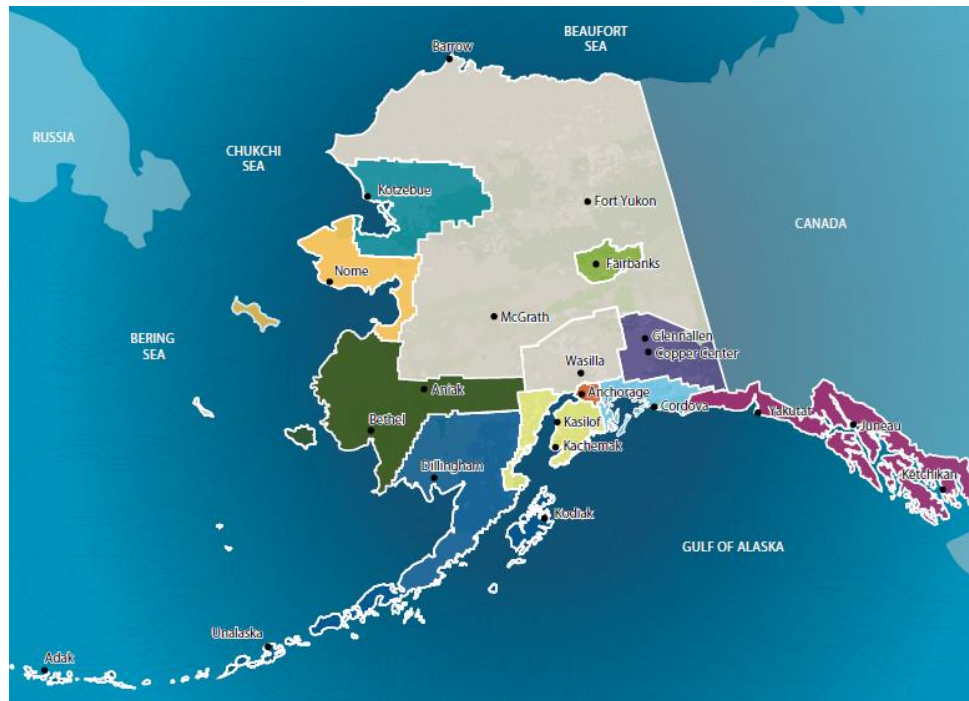 BEAUFORT
SEA
Barrow
RUSSIA
CHUKCHI
SEA
Kotzebue
Fort Yukon
CANADA
Fairbanks
Nome
McGrath
BERING
SEA
Glennallen
Copper Center
Wasilla
Aniak
Anchorage
Cordova
Yakutat
Bethel
Kasilof
Juneau
Kachemak
Dillingham
Ketchikan
Kodiak
GULF OF ALASKA
Unalaska
Adak